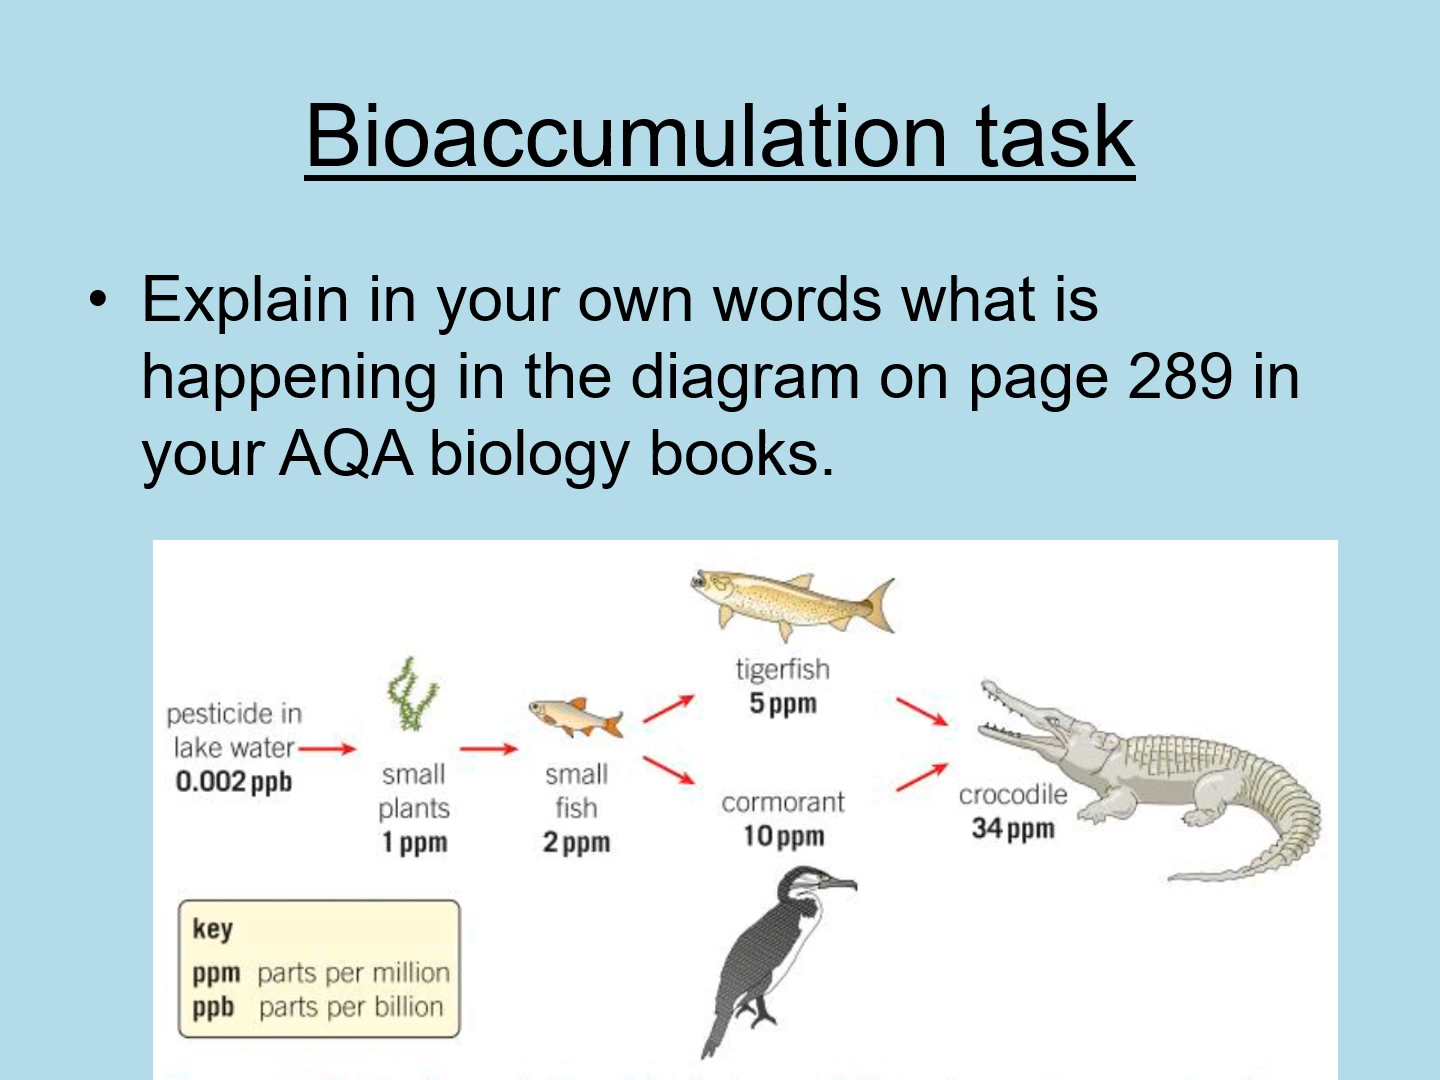 Bioaccumulation task
• Explain in your own words what is
happening in the diagram on page 289 in
your AQA biology books.
tigerfish
5 ppm
pesticide in
lake water
0.002 ppb
small
plants
1 ppm
small
fish
2 ppm
cormorant
10 ppm
crocodile
34 ppm
key
ppm parts per million
ppb parts per billion